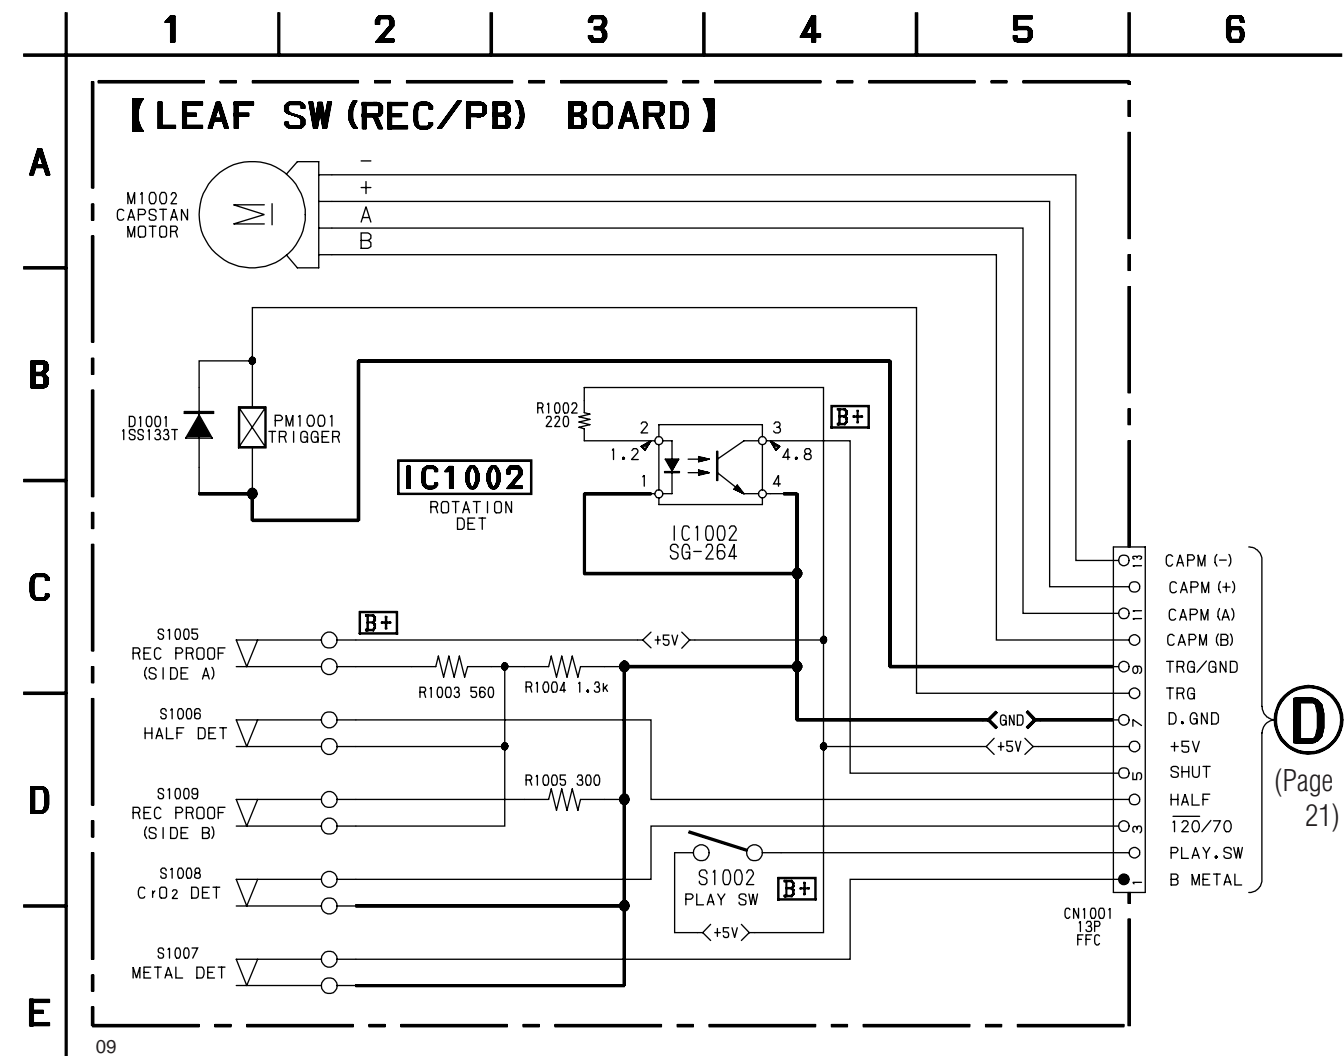 1 2 3 4 5 6
【LEAF SW (REC/PB) BOARD】
A
M1002
CAPSTAN
MOTOR
M
−
+
A
B
B
D1001
1SS133T
PM1001
TRIGGER
R1002
220
2
1.2
1
3
4.8
4
B+
IC1002
ROTATION
DET
IC1002
SG-264
C
B+
S1005
REC PROOF
(SIDE A)
+5V
R1003 560
R1004 1.3k
S1006
HALF DET
GND
+5V
D
S1009
REC PROOF
(SIDE B)
R1005 300
S1008
CrO2 DET
S1002
PLAY SW
B+
+5V
S1007
METAL DET
E
13 CAPM (−)
CAPM (+)
11 CAPM (A)
CAPM (B)
9 TRG/GND
TRG
7 D.GND
+5V
5 SHUT
HALF
3 1̅2̅0̅/70
PLAY.SW
1 B METAL
CN1001
13P
FFC
D
(Page
21)
09